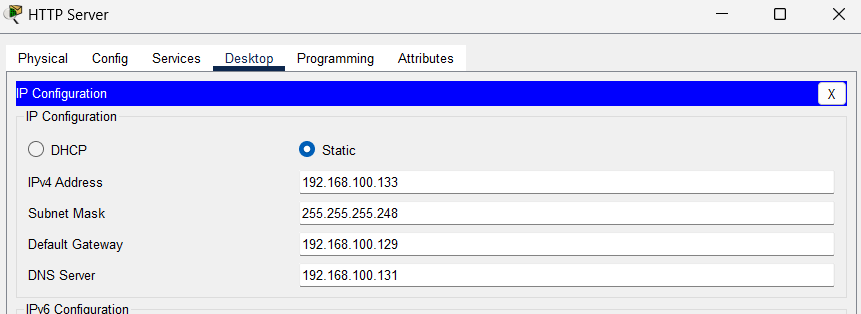 HTTP Server
Physical Config Services Desktop Programming Attributes
IP Configuration X
IP Configuration
DHCP Static
IPv4 Address 192.168.100.133
Subnet Mask 255.255.255.248
Default Gateway 192.168.100.129
DNS Server 192.168.100.131
IPv6 Configuration